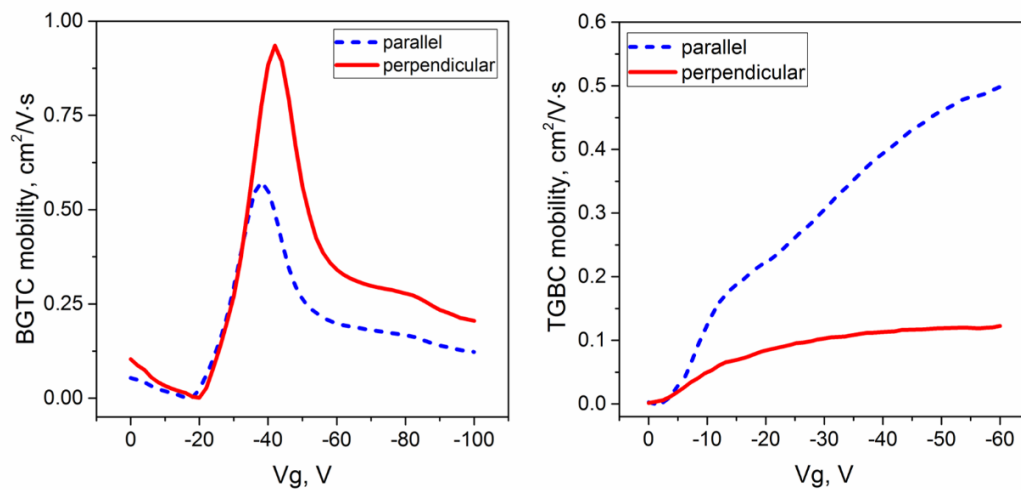 BGTC mobility, cm²/V·s
1.00
0.75
0.50
0.25
0.00
parallel
perpendicular
0 -20 -40 -60 -80 -100
Vg, V
TGBC mobility, cm²/V·s
0.6
0.5
0.4
0.3
0.2
0.1
0.0
parallel
perpendicular
0 -10 -20 -30 -40 -50 -60
Vg, V